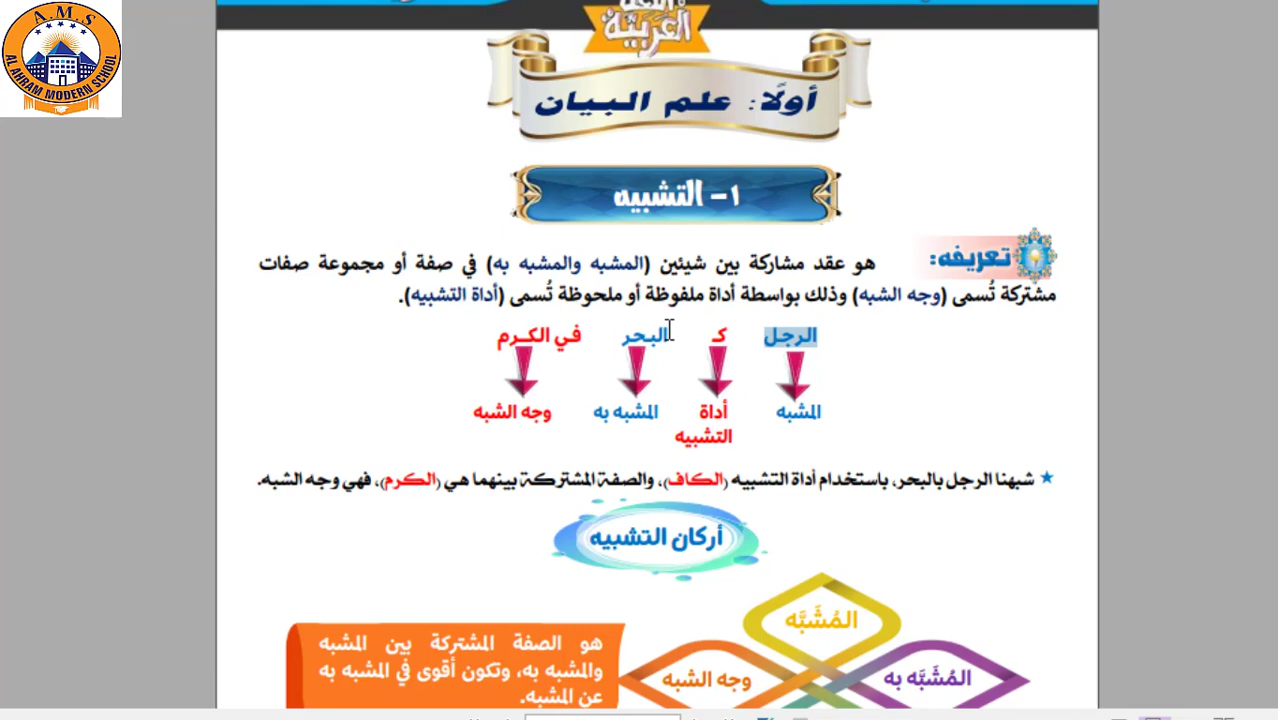 A.M.S
AL AHRAM MODERN SCHOOL
العربية
أولًا: علم البيان
١- التشبيه
تعريفه:
هو عقد مشاركة بين شيئين (المشبه والمشبه به) في صفة أو مجموعة صفات
مشتركة تُسمى (وجه الشبه) وذلك بواسطة أداة ملفوظة أو ملحوظة تُسمى (أداة التشبيه).
الرجل كـ البحر في الكـرم
المشبه أداة المشبه به وجه الشبه
التشبيه
★ شبهنا الرجل بالبحر، باستخدام أداة التشبيه (الكاف)، والصفة المشتركة بينهما هي (الكرم)، فهي وجه الشبه.
أركان التشبيه
المُشَبَّه
المُشَبَّه به
وجه الشبه
هو الصفة المشتركة بين المشبه
والمشبه به، وتكون أقوى في المشبه به
عن المشبه.